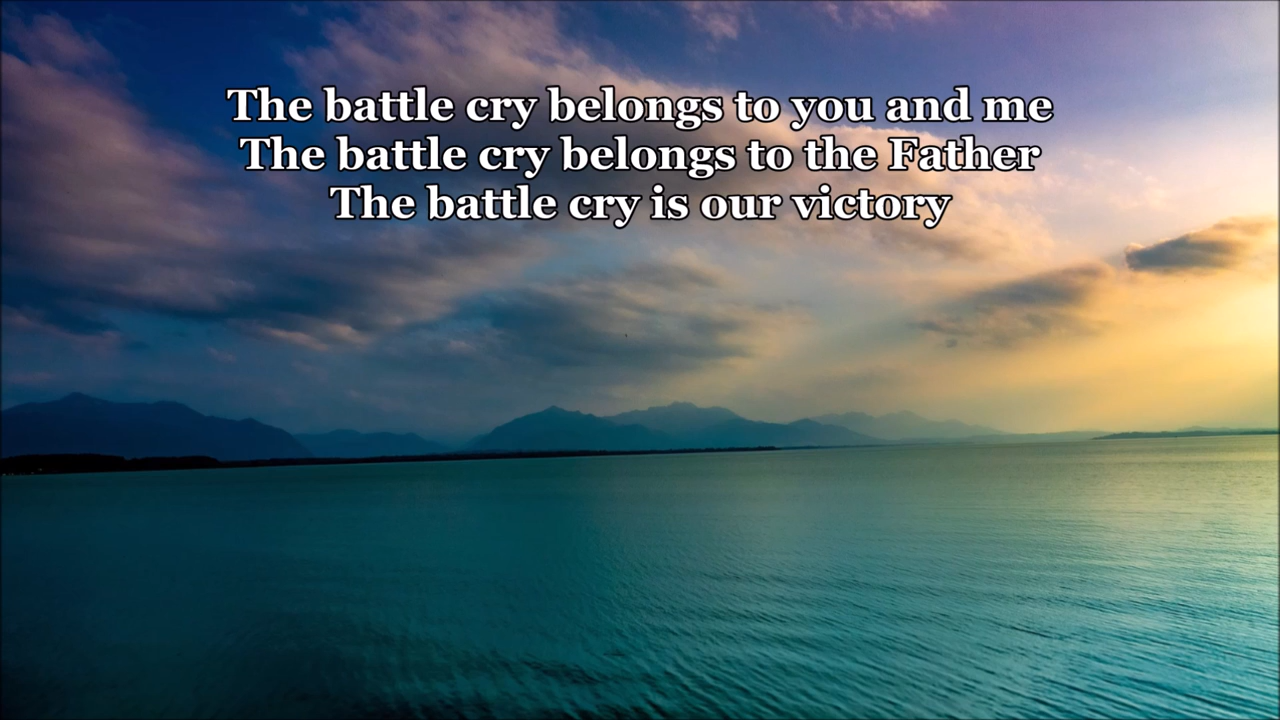 The battle cry belongs to you and me
The battle cry belongs to the Father
The battle cry is our victory